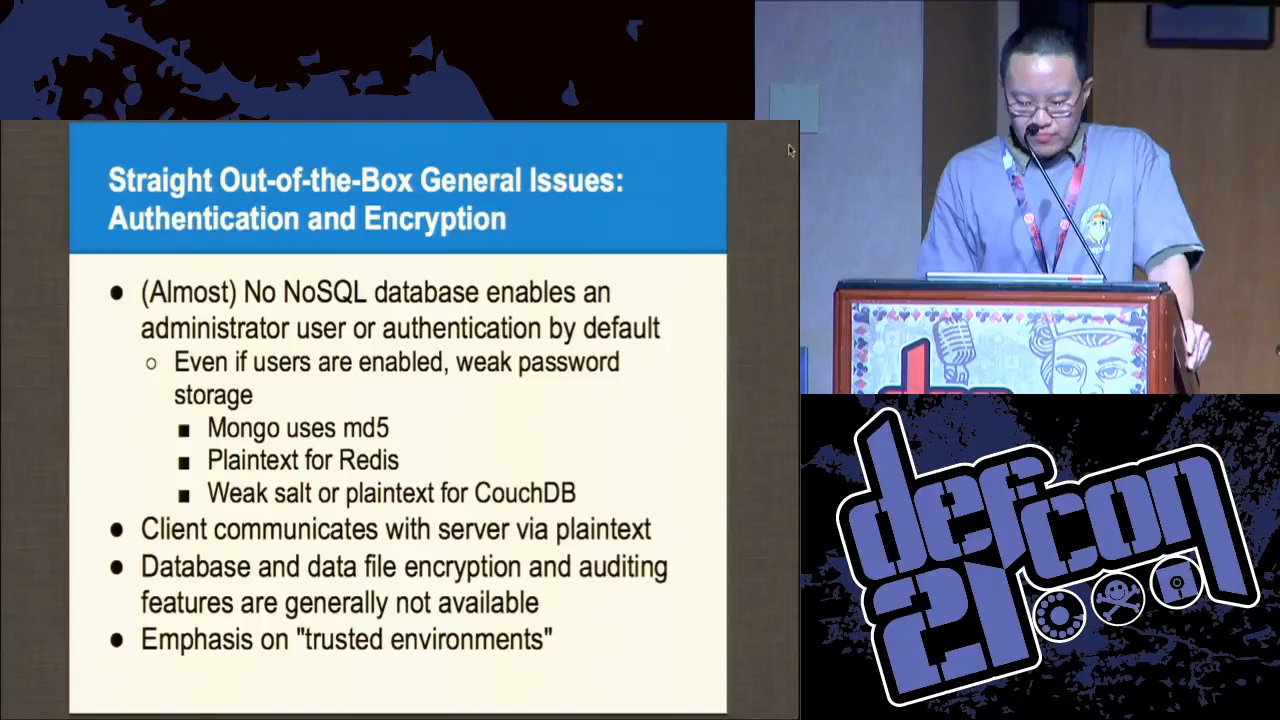 Straight Out-of-the-Box General Issues:
Authentication and Encryption
● (Almost) No NoSQL database enables an
administrator user or authentication by default
○ Even if users are enabled, weak password
storage
■ Mongo uses md5
■ Plaintext for Redis
■ Weak salt or plaintext for CouchDB
● Client communicates with server via plaintext
● Database and data file encryption and auditing
features are generally not available
● Emphasis on "trusted environments"
defcon
21